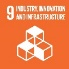 9 INDUSTRY, INNOVATION
AND INFRASTRUCTURE